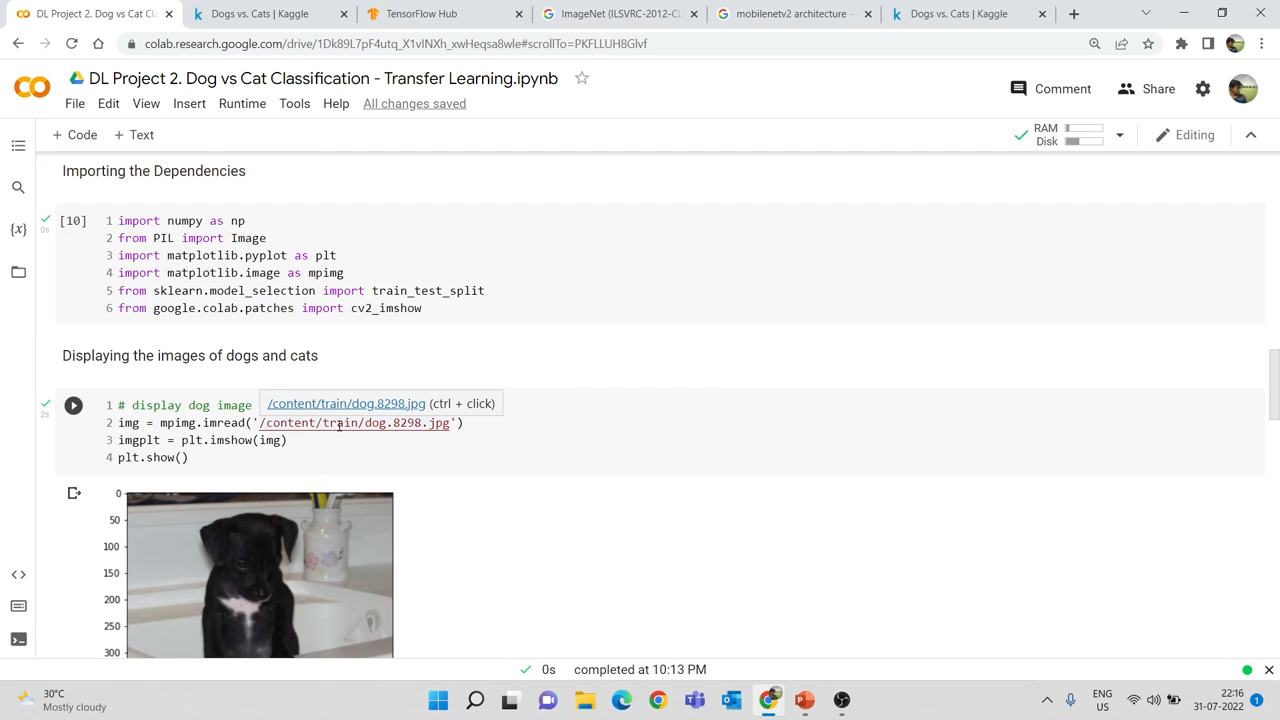 DL Project 2. Dog vs Cat Cl
Dogs vs. Cats | Kaggle
TensorFlow Hub
ImageNet (ILSVRC-2012-CL
mobilenetv2 architecture -
Dogs vs. Cats | Kaggle
colab.research.google.com/drive/1Dk89L7pF4utq_X1vINXh_xwHeqsa8wle#scrollTo=PKFLLUH8Glvf
DL Project 2. Dog vs Cat Classification - Transfer Learning.ipynb
File Edit View Insert Runtime Tools Help All changes saved
Comment Share
+ Code + Text
RAM
Disk
Editing
Importing the Dependencies
[10]
0s
1 import numpy as np
2 from PIL import Image
3 import matplotlib.pyplot as plt
4 import matplotlib.image as mpimg
5 from sklearn.model_selection import train_test_split
6 from google.colab.patches import cv2_imshow
Displaying the images of dogs and cats
2s
1 # display dog image
/content/train/dog.8298.jpg (ctrl + click)
2 img = mpimg.imread('/content/train/dog.8298.jpg')
3 imgplt = plt.imshow(img)
4 plt.show()
0
50
100
150
200
250
300
0s completed at 10:13 PM
30°C
Mostly cloudy
ENG
US
22:16
31-07-2022
1